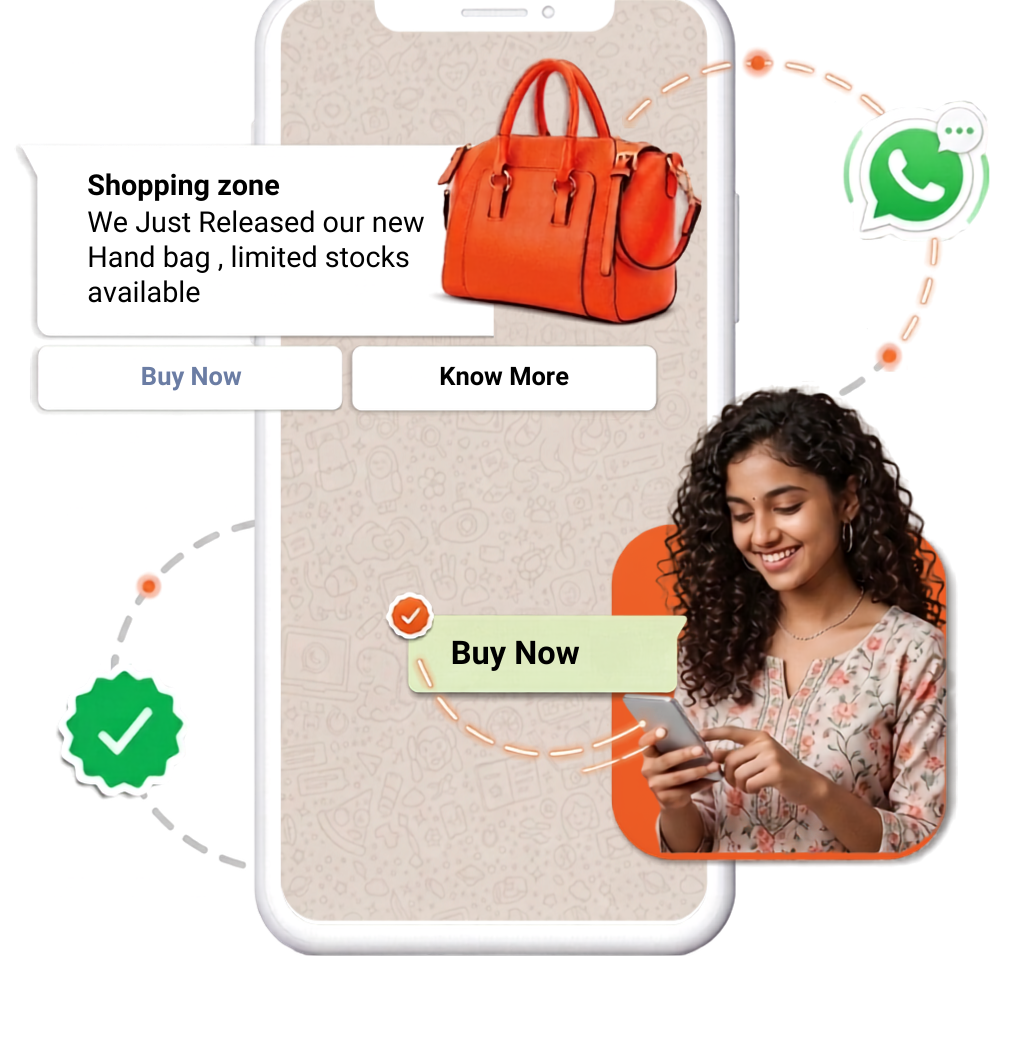 Shopping zone
We Just Released our new
Hand bag , limited stocks
available
Buy Now
Know More
Buy Now